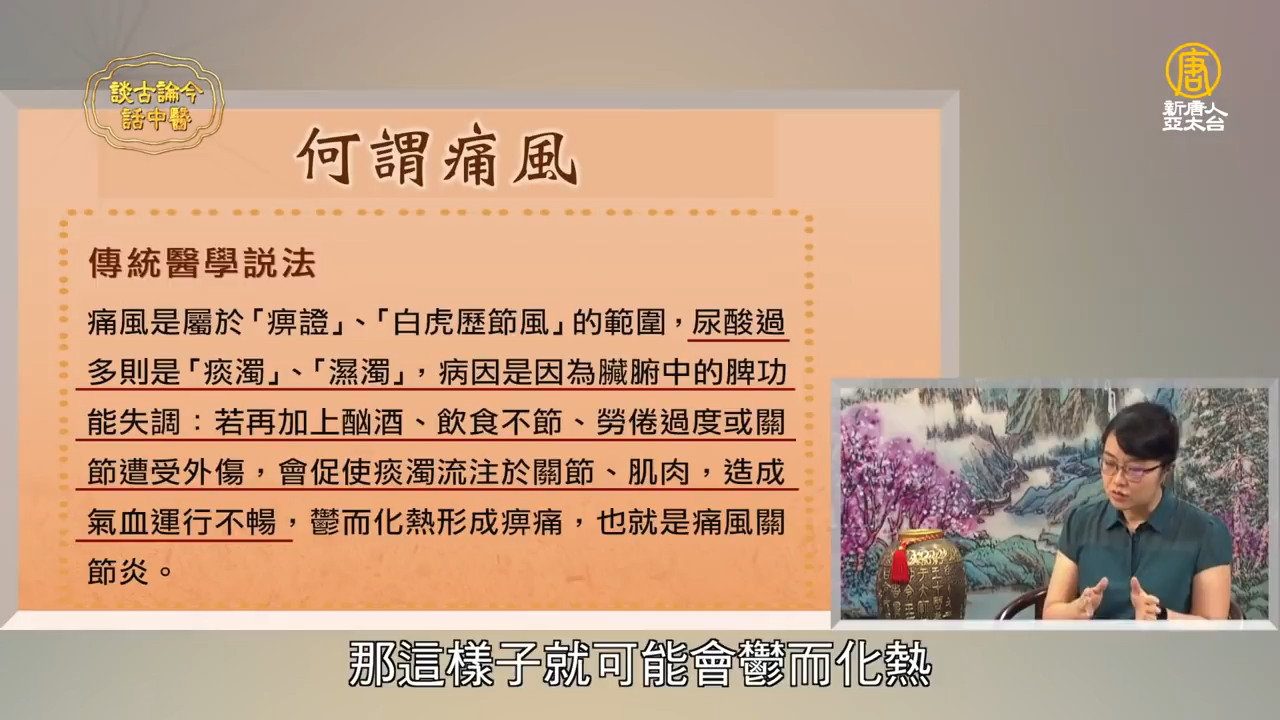 談古論今
話中醫
唐
新唐人
亞太台
何謂痛風
傳統醫學説法
痛風是屬於「痹證」、「白虎歷節風」的範圍，尿酸過
多則是「痰濁」、「濕濁」，病因是因為臟腑中的脾功
能失調：若再加上酗酒、飲食不節、勞倦過度或關
節遭受外傷，會促使痰濁流注於關節、肌肉，造成
氣血運行不暢，鬱而化熱形成痹痛，也就是痛風關
節炎。
那這樣子就可能會鬱而化熱